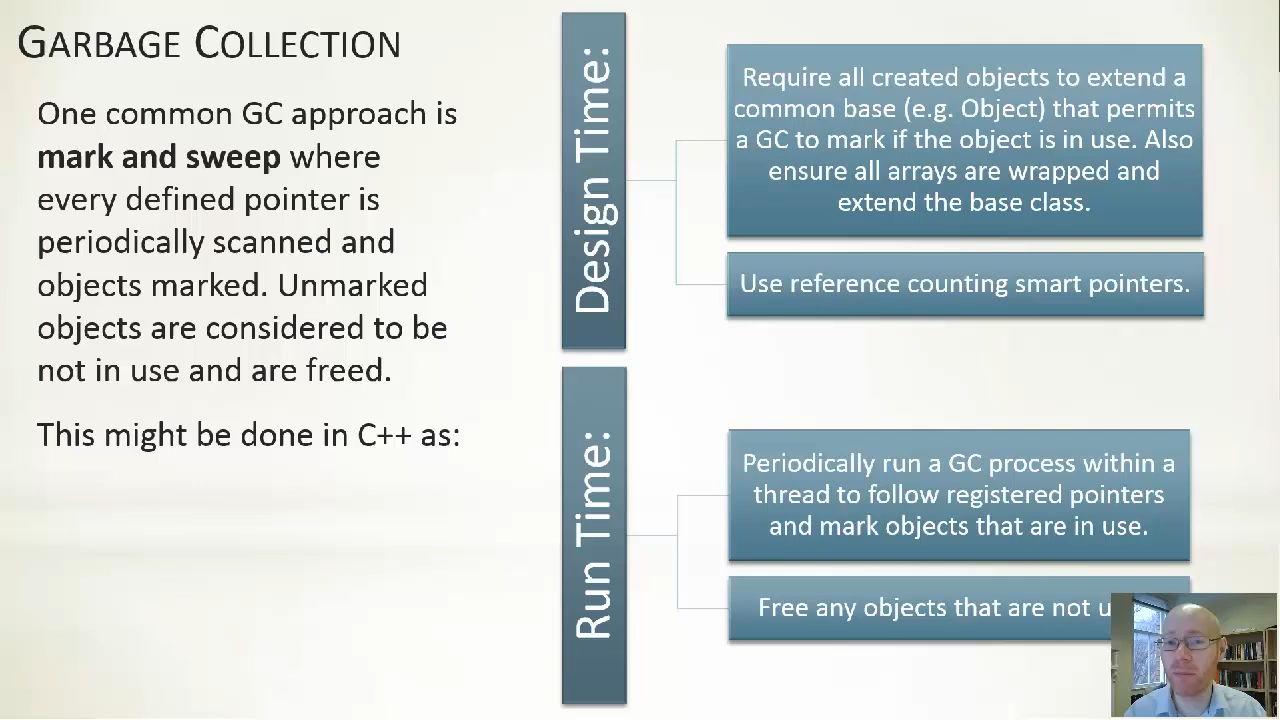 GARBAGE COLLECTION
One common GC approach is
mark and sweep where
every defined pointer is
periodically scanned and
objects marked. Unmarked
objects are considered to be
not in use and are freed.
This might be done in C++ as:
Design Time:
Require all created objects to extend a
common base (e.g. Object) that permits
a GC to mark if the object is in use. Also
ensure all arrays are wrapped and
extend the base class.
Use reference counting smart pointers.
Run Time:
Periodically run a GC process within a
thread to follow registered pointers
and mark objects that are in use.
Free any objects that are not